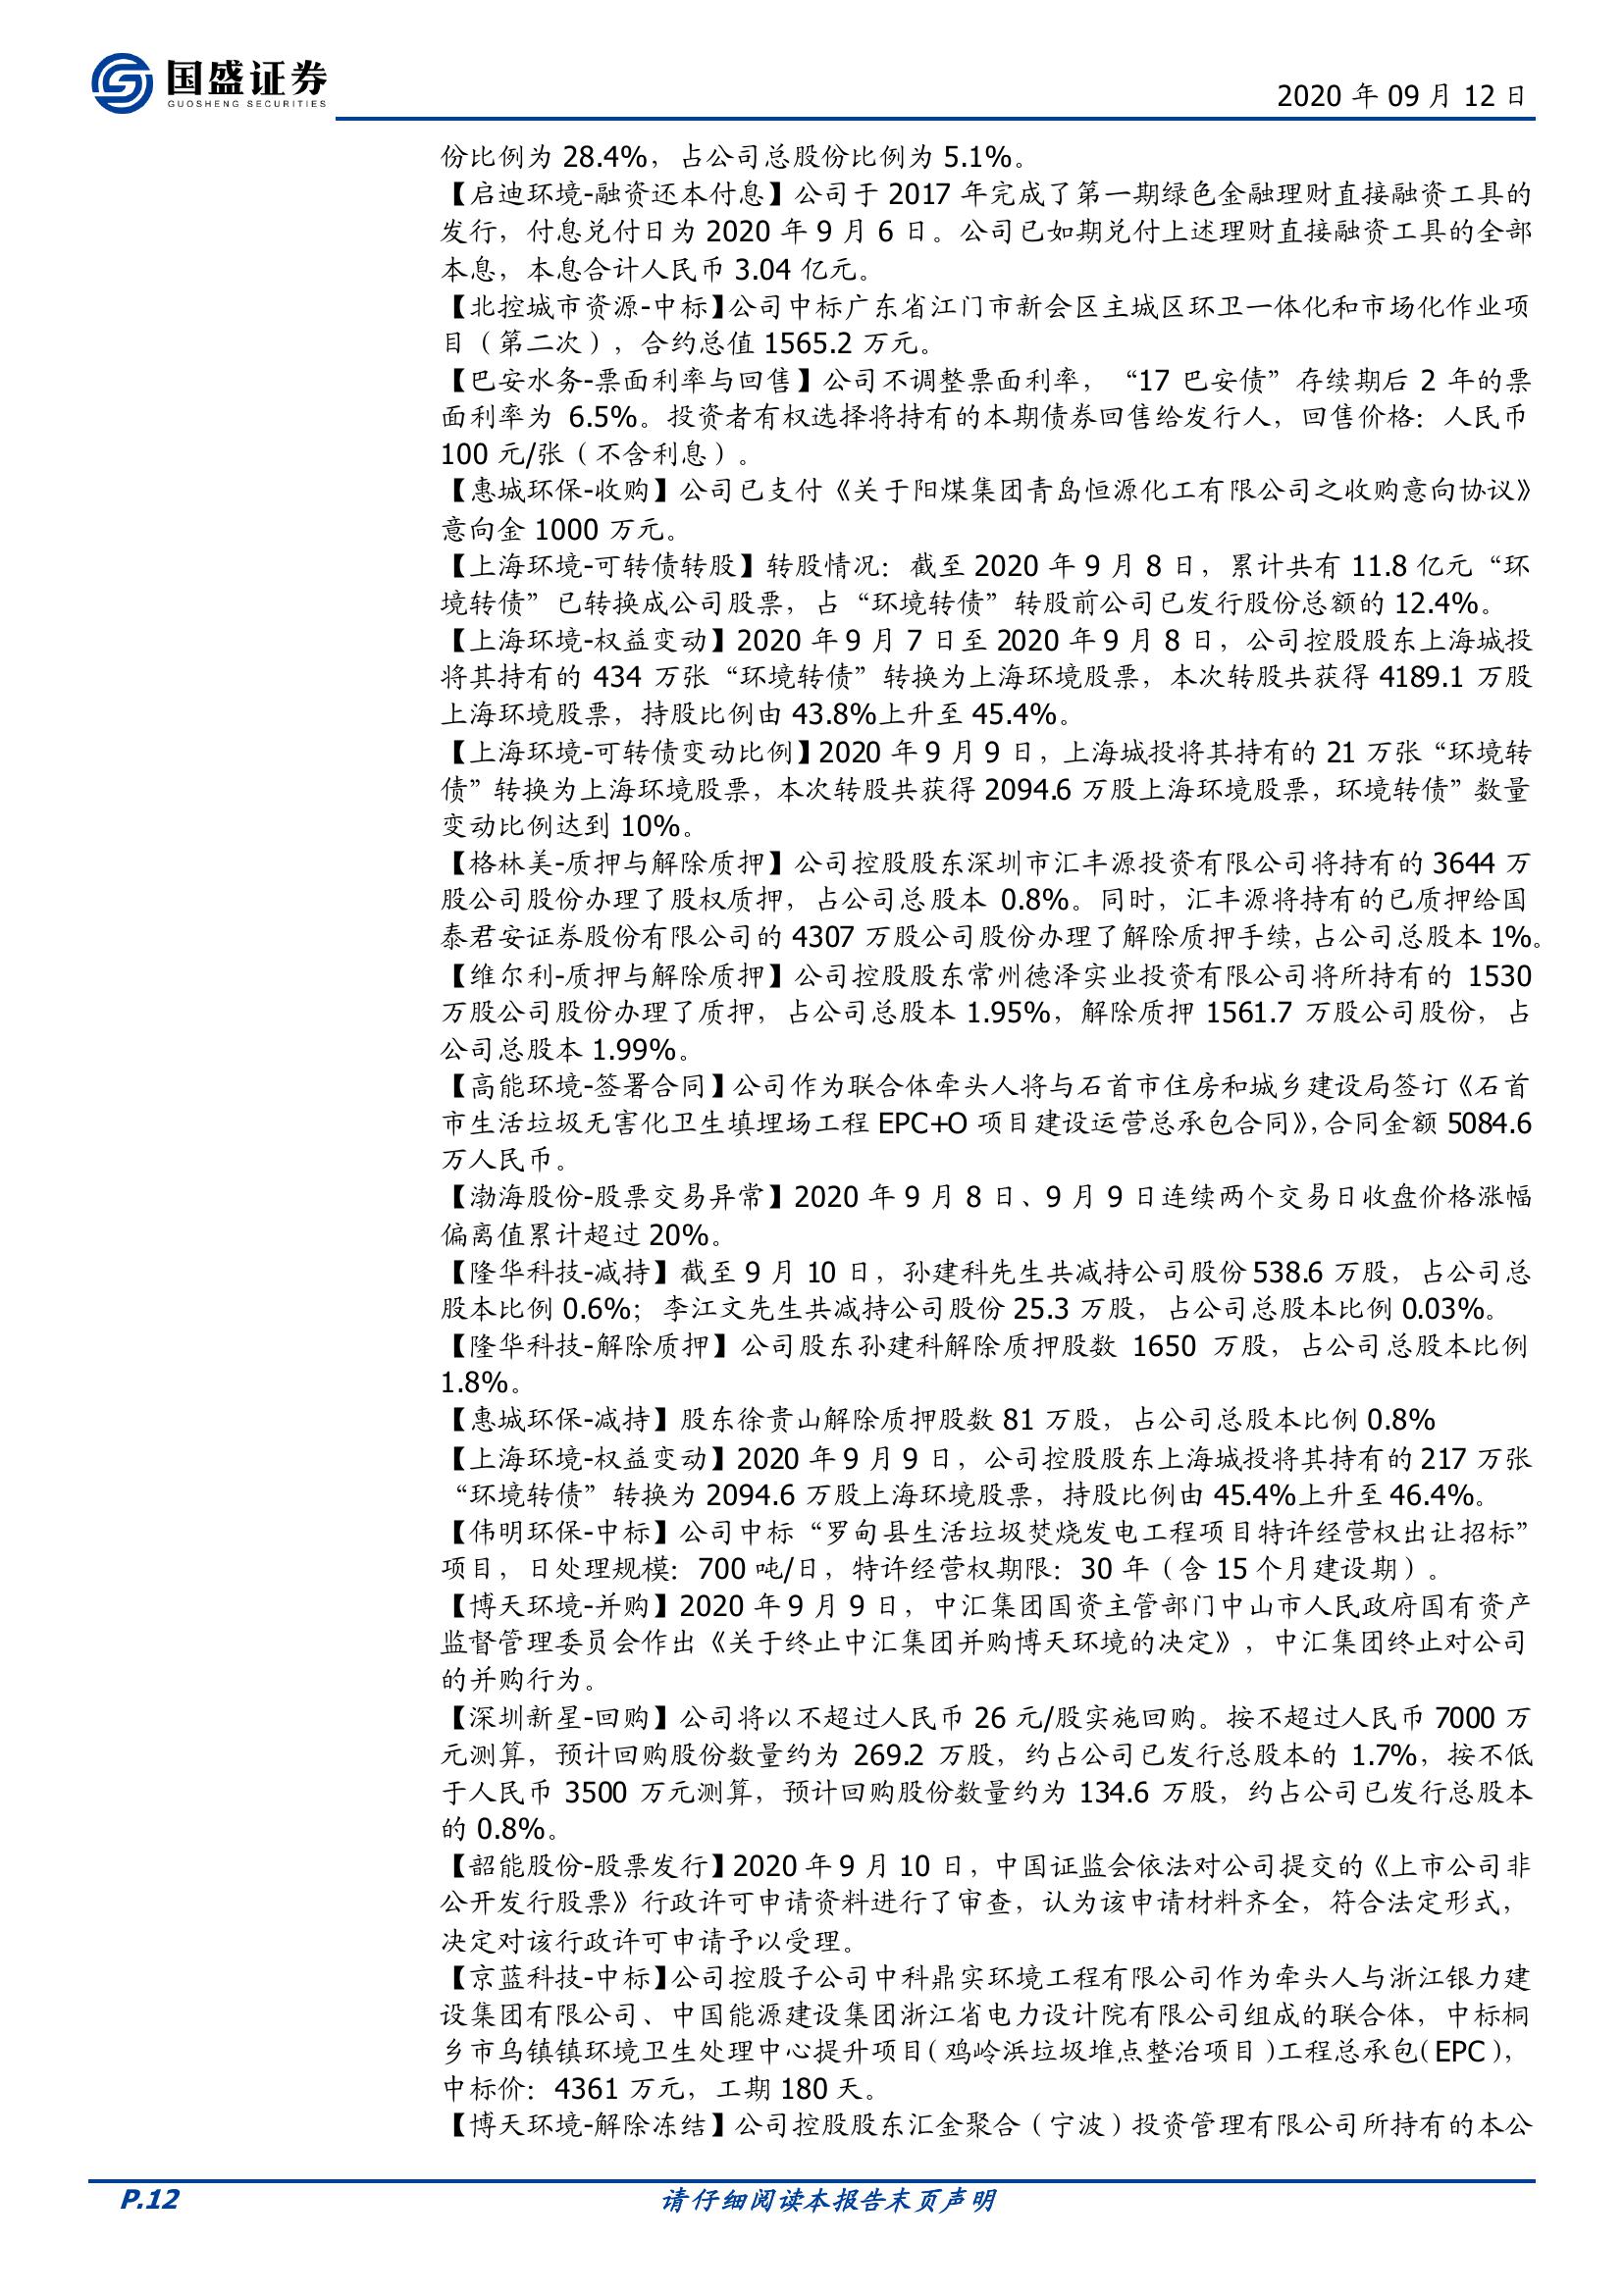 国盛证券
GUOSHENG SECURITIES
2020 年 09 月 12 日
份比例为 28.4%，占公司总股份比例为 5.1%。
【启迪环境-融资还本付息】公司于 2017 年完成了第一期绿色金融理财直接融资工具的
发行，付息兑付日为 2020 年 9 月 6 日。公司已如期兑付上述理财直接融资工具的全部
本息，本息合计人民币 3.04 亿元。
【北控城市资源-中标】公司中标广东省江门市新会区主城区环卫一体化和市场化作业项
目（第二次），合约总值 1565.2 万元。
【巴安水务-票面利率与回售】公司不调整票面利率，“17 巴安债”存续期后 2 年的票
面利率为 6.5%。投资者有权选择将持有的本期债券回售给发行人，回售价格：人民币
100 元/张（不含利息）。
【惠城环保-收购】公司已支付《关于阳煤集团青岛恒源化工有限公司之收购意向协议》
意向金 1000 万元。
【上海环境-可转债转股】转股情况：截至 2020 年 9 月 8 日，累计共有 11.8 亿元“环
境转债”已转换成公司股票，占“环境转债”转股前公司已发行股份总额的 12.4%。
【上海环境-权益变动】2020 年 9 月 7 日至 2020 年 9 月 8 日，公司控股股东上海城投
将其持有的 434 万张“环境转债”转换为上海环境股票，本次转股共获得 4189.1 万股
上海环境股票，持股比例由 43.8%上升至 45.4%。
【上海环境-可转债变动比例】2020 年 9 月 9 日，上海城投将其持有的 21 万张“环境转
债”转换为上海环境股票，本次转股共获得 2094.6 万股上海环境股票，环境转债”数量
变动比例达到 10%。
【格林美-质押与解除质押】公司控股股东深圳市汇丰源投资有限公司将持有的 3644 万
股公司股份办理了股权质押，占公司总股本 0.8%。同时，汇丰源将持有的已质押给国
泰君安证券股份有限公司的 4307 万股公司股份办理了解除质押手续，占公司总股本 1%。
【维尔利-质押与解除质押】公司控股股东常州德泽实业投资有限公司将所持有的 1530
万股公司股份办理了质押，占公司总股本 1.95%，解除质押 1561.7 万股公司股份，占
公司总股本 1.99%。
【高能环境-签署合同】公司作为联合体牵头人将与石首市住房和城乡建设局签订《石首
市生活垃圾无害化卫生填埋场工程 EPC+O 项目建设运营总承包合同》，合同金额 5084.6
万人民币。
【渤海股份-股票交易异常】2020 年 9 月 8 日、9 月 9 日连续两个交易日收盘价格涨幅
偏离值累计超过 20%。
【隆华科技-减持】截至 9 月 10 日，孙建科先生共减持公司股份 538.6 万股，占公司总
股本比例 0.6%；李江文先生共减持公司股份 25.3 万股，占公司总股本比例 0.03%。
【隆华科技-解除质押】公司股东孙建科解除质押股数 1650 万股，占公司总股本比例
1.8%。
【惠城环保-减持】股东徐贵山解除质押股数 81 万股，占公司总股本比例 0.8%
【上海环境-权益变动】2020 年 9 月 9 日，公司控股股东上海城投将其持有的 217 万张
“环境转债”转换为 2094.6 万股上海环境股票，持股比例由 45.4%上升至 46.4%。
【伟明环保-中标】公司中标“罗甸县生活垃圾焚烧发电工程项目特许经营权出让招标”
项目，日处理规模：700 吨/日，特许经营权期限：30 年（含 15 个月建设期）。
【博天环境-并购】2020 年 9 月 9 日，中汇集团国资主管部门中山市人民政府国有资产
监督管理委员会作出《关于终止中汇集团并购博天环境的决定》，中汇集团终止对公司
的并购行为。
【深圳新星-回购】公司将以不超过人民币 26 元/股实施回购。按不超过人民币 7000 万
元测算，预计回购股份数量约为 269.2 万股，约占公司已发行总股本的 1.7%，按不低
于人民币 3500 万元测算，预计回购股份数量约为 134.6 万股，约占公司已发行总股本
的 0.8%。
【韶能股份-股票发行】2020 年 9 月 10 日，中国证监会依法对公司提交的《上市公司非
公开发行股票》行政许可申请资料进行了审查，认为该申请材料齐全，符合法定形式，
决定对该行政许可申请予以受理。
【京蓝科技-中标】公司控股子公司中科鼎实环境工程有限公司作为牵头人与浙江银力建
设集团有限公司、中国能源建设集团浙江省电力设计院有限公司组成的联合体，中标桐
乡市乌镇镇环境卫生处理中心提升项目（鸡岭浜垃圾堆点整治项目）工程总承包（EPC），
中标价：4361 万元，工期 180 天。
【博天环境-解除冻结】公司控股股东汇金聚合（宁波）投资管理有限公司所持有的本公
P.12
请仔细阅读本报告末页声明